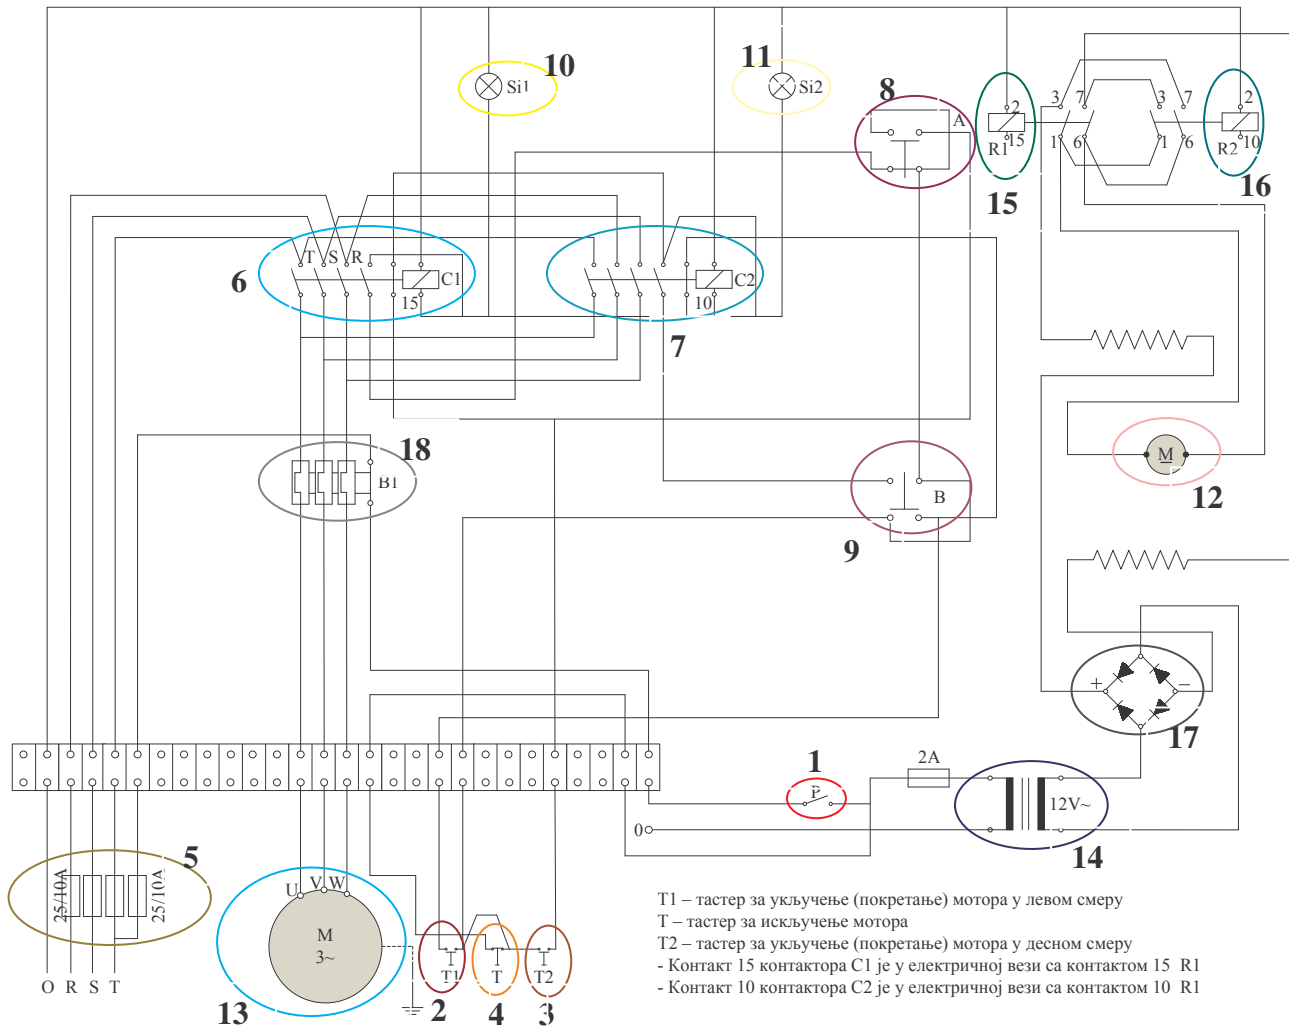 10
Si1
11
Si2
8
A
2
15
R1
15
3 7
1 6
3 7
1 6
2
10
R2
16
6
T S R
C1
15
7
C2
10
18
B1
9
B
M
12
+ −
17
1
P
2A
12V~
14
0
5
25/10A
25/10A
O R S T
U V W
M
3~
13
T1
2
T
4
T2
3
T1 – тастер за укључење (покретање) мотора у левом смеру
T – тастер за искључење мотора
T2 – тастер за укључење (покретање) мотора у десном смеру
- Контакт 15 контактора C1 је у електричној вези са контактом 15 R1
- Контакт 10 контактора C2 је у електричној вези са контактом 10 R1